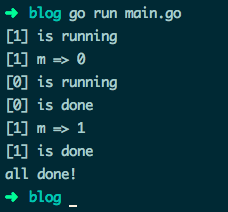 ➜ blog go run main.go
[1] is running
[1] m => 0
[0] is running
[0] is done
[1] m => 1
[1] is done
all done!
➜ blog _